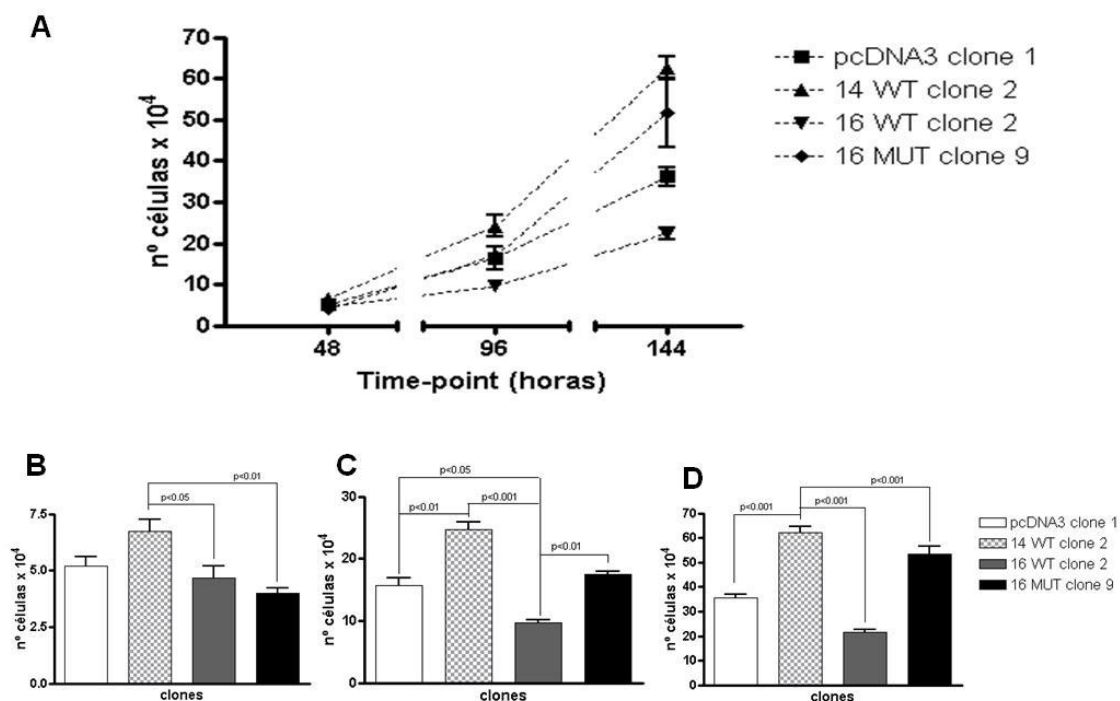 A
nº células x 10⁴
70
60
50
40
30
20
10
0
48
96
144
Time-point (horas)
pcDNA3 clone 1
14 WT clone 2
16 WT clone 2
16 MUT clone 9
B
p<0.01
p<0.05
nº células x 10⁴
7.5
5.0
2.5
0.0
clones
C
p<0.05
p<0.01
p<0.001
p<0.01
nº células x 10⁴
30
20
10
0
clones
D
p<0.001
p<0.001
p<0.001
nº células x 10⁴
70
60
50
40
30
20
10
0
clones
pcDNA3 clone 1
14 WT clone 2
16 WT clone 2
16 MUT clone 9